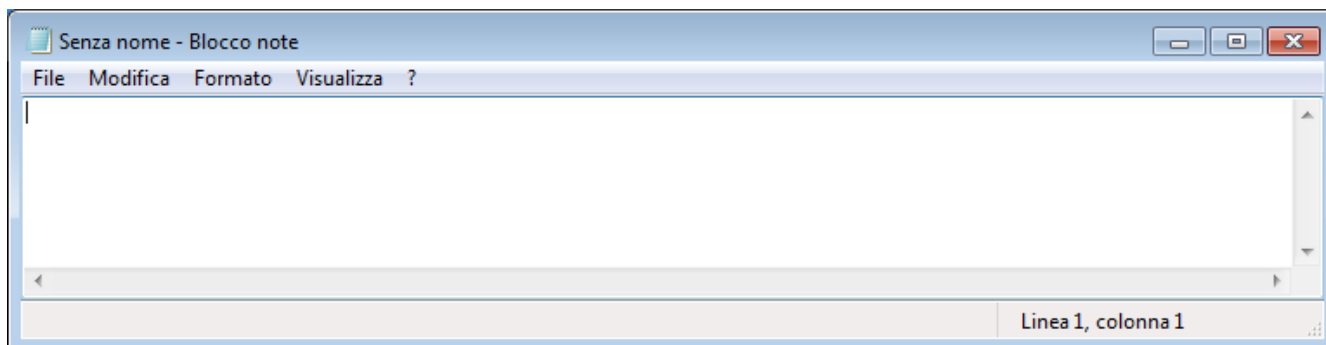 Senza nome - Blocco note
File Modifica Formato Visualizza ?
Linea 1, colonna 1